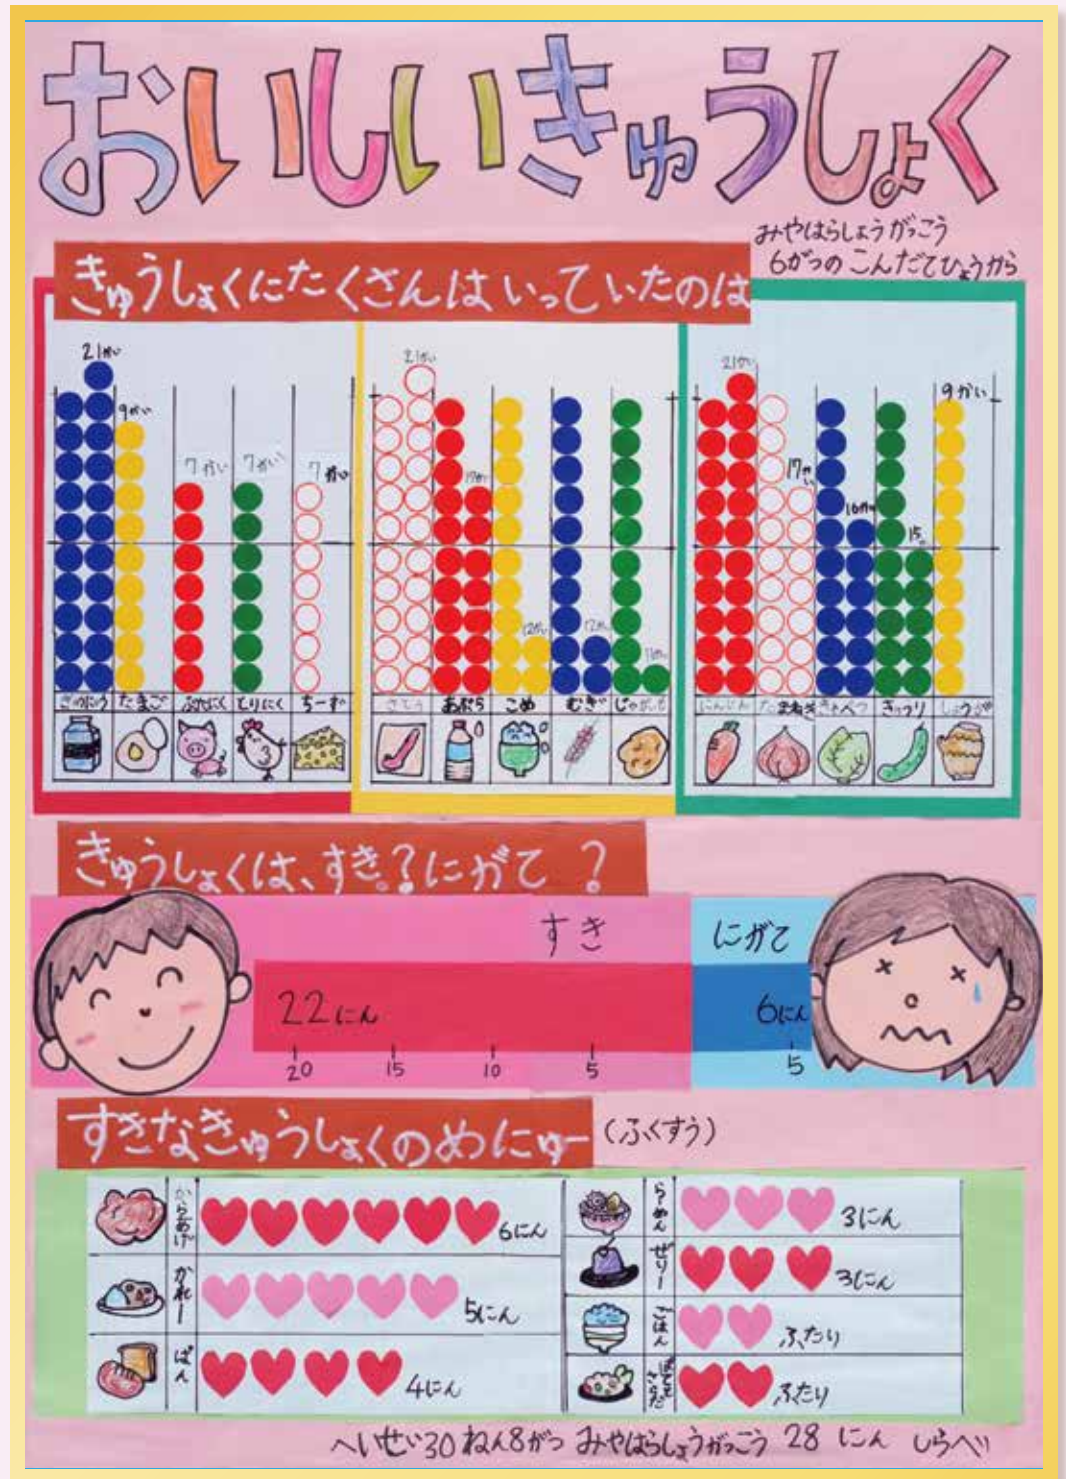 おいしいきゅうしょく
みやはらしょうがっこう
6がつの こんだてひょうから
きゅうしょくにたくさんはいっていたのは
21かい
9かい
7かい
7かい
7かい
21かい
17かい
12かい
12かい
11かい
21かい
17かい
16かい
15
9かい
ぎゅうにゅう たまご ぶたにく とりにく ちーず
さとう あぶら こめ むぎ じゃがいも
にんじん たまねぎ きゃべつ きゅうり しょうが
きゅうしょくは、すき?にがて?
すき にがて
22にん 6にん
20 15 10 5 5
すきなきゅうしょくのめにゅー (ふくすう)
からあげ 6にん
かれー 5にん
ぱん 4にん
らーめん 3にん
ぜりー 3にん
ごはん ふたり
ぽてとさらだ ふたり
へいせい30ねん8がつ みやはらしょうがっこう 28にん しらべ